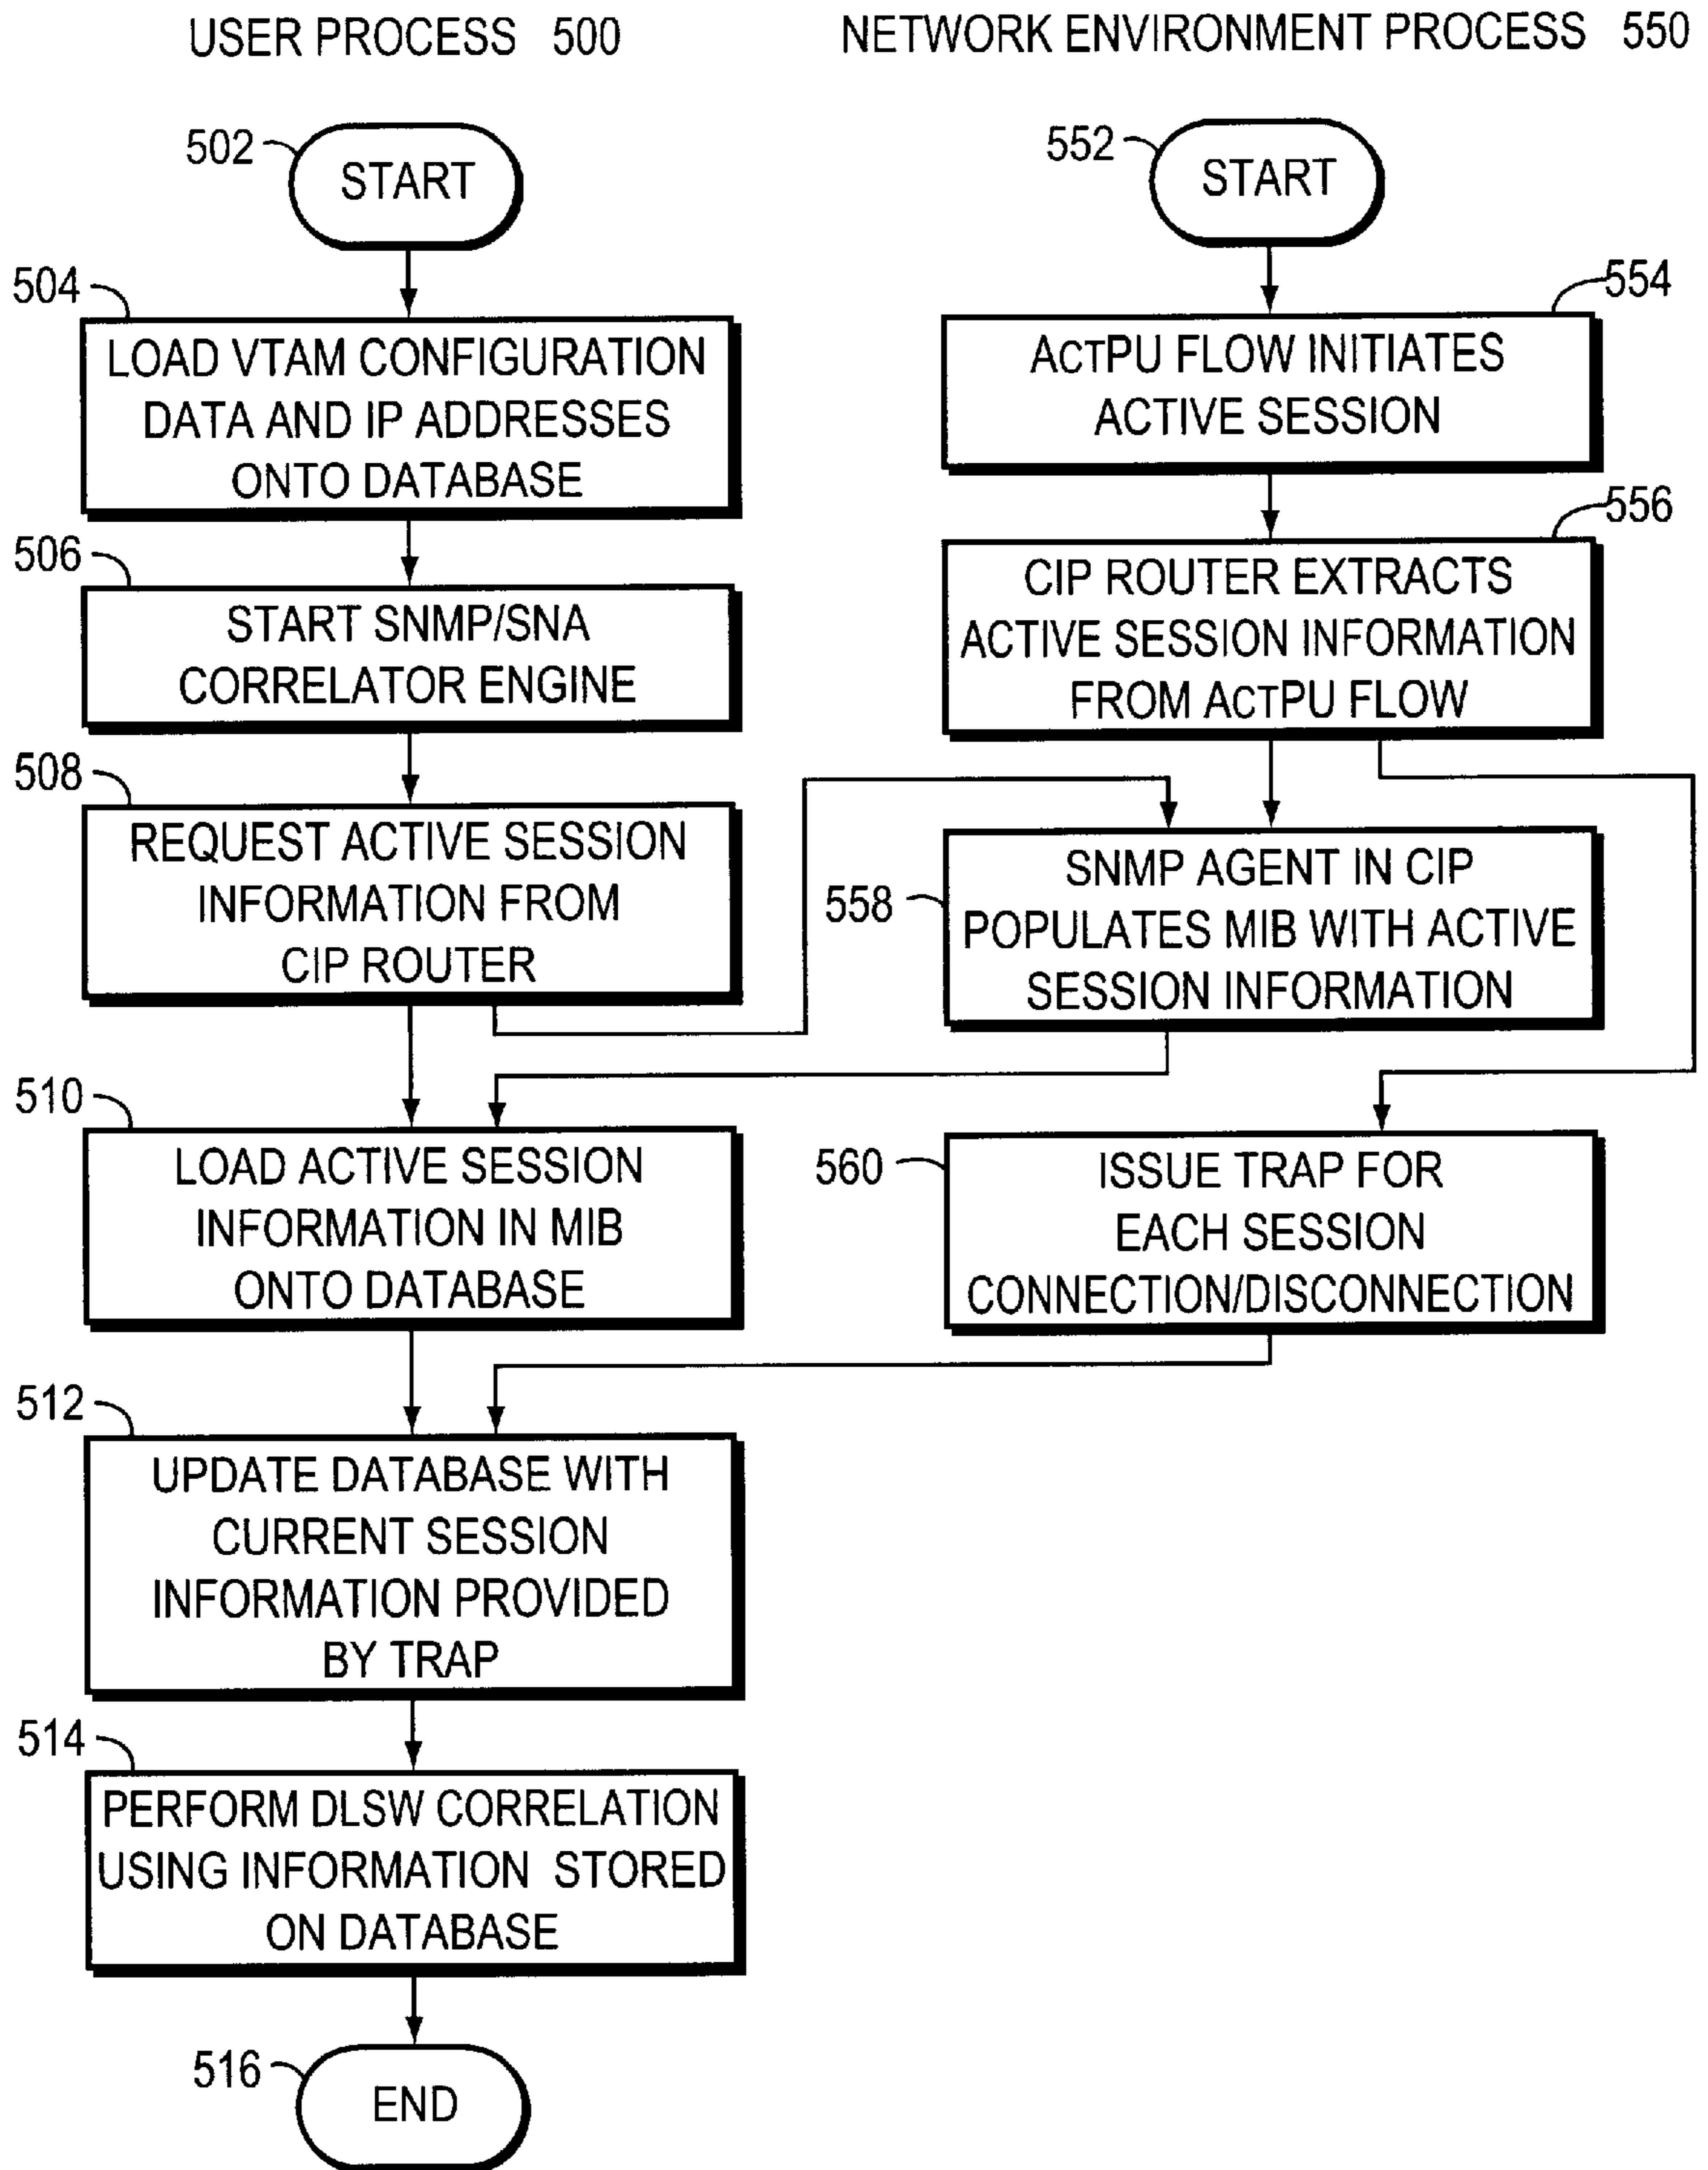 USER PROCESS 500
NETWORK ENVIRONMENT PROCESS 550
502
START
504
LOAD VTAM CONFIGURATION
DATA AND IP ADDRESSES
ONTO DATABASE
506
START SNMP/SNA
CORRELATOR ENGINE
508
REQUEST ACTIVE SESSION
INFORMATION FROM
CIP ROUTER
510
LOAD ACTIVE SESSION
INFORMATION IN MIB
ONTO DATABASE
512
UPDATE DATABASE WITH
CURRENT SESSION
INFORMATION PROVIDED
BY TRAP
514
PERFORM DLSW CORRELATION
USING INFORMATION STORED
ON DATABASE
516
END
552
START
554
ACTPU FLOW INITIATES
ACTIVE SESSION
556
CIP ROUTER EXTRACTS
ACTIVE SESSION INFORMATION
FROM ACTPU FLOW
558
SNMP AGENT IN CIP
POPULATES MIB WITH ACTIVE
SESSION INFORMATION
560
ISSUE TRAP FOR
EACH SESSION
CONNECTION/DISCONNECTION